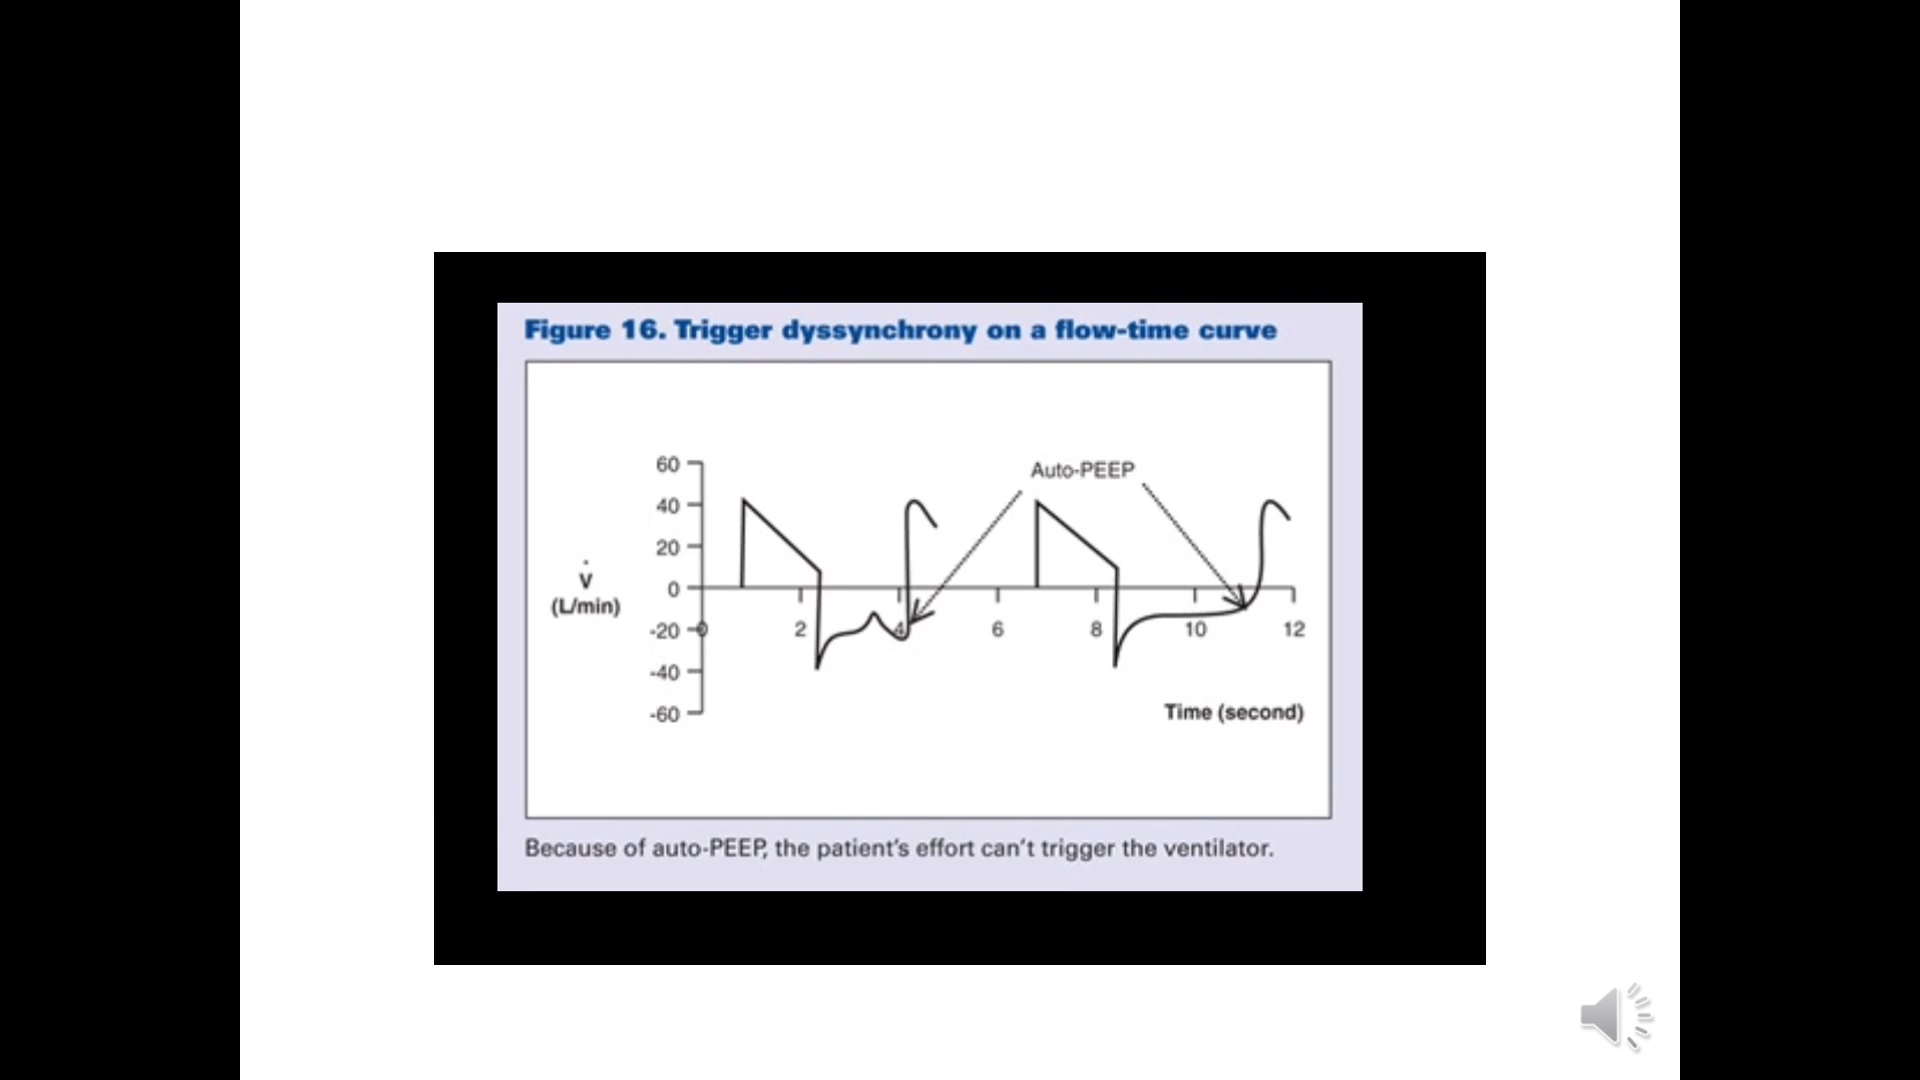 Figure 16. Trigger dyssynchrony on a flow-time curve
Auto-PEEP
60
40
20
0
-20
-40
-60
V̇
(L/min)
0 2 4 6 8 10 12
Time (second)
Because of auto-PEEP, the patient's effort can't trigger the ventilator.